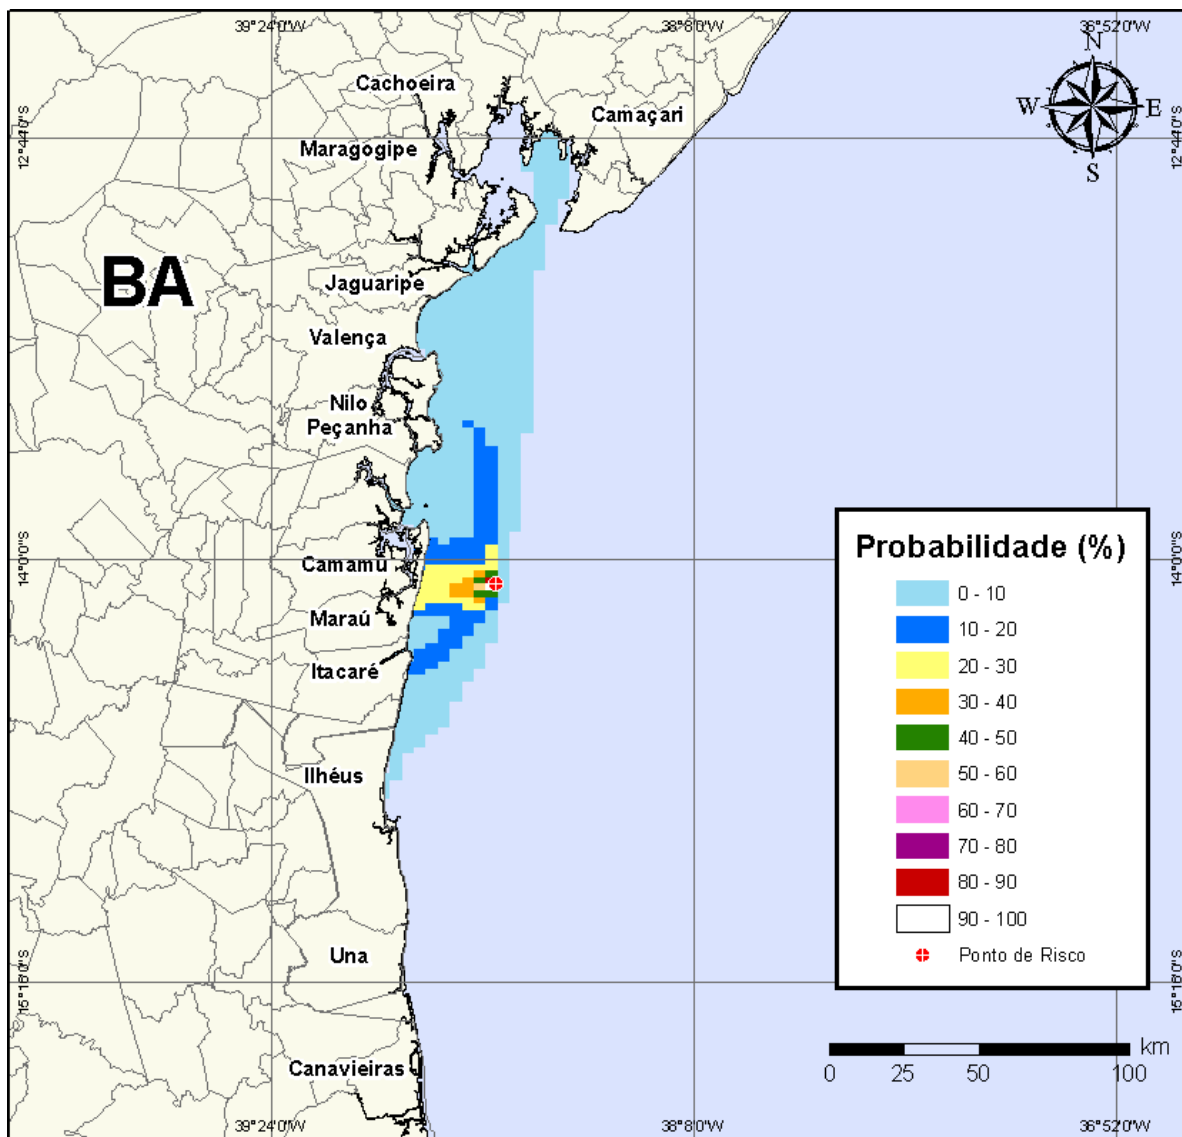 39°24'0"W
38°8'0"W
36°52'0"W
N
W
E
S
12°44'0"S
12°44'0"S
Cachoeira
Camaçari
Maragogipe
BA
Jaguaripe
Valença
Nilo
Peçanha
14°0'0"S
14°0'0"S
Camamu
Maraú
Itacaré
Ilhéus
Una
Canavieiras
Probabilidade (%)
0 - 10
10 - 20
20 - 30
30 - 40
40 - 50
50 - 60
60 - 70
70 - 80
80 - 90
90 - 100
Ponto de Risco
15°16'0"S
15°16'0"S
km
0
25
50
100
39°24'0"W
38°8'0"W
36°52'0"W